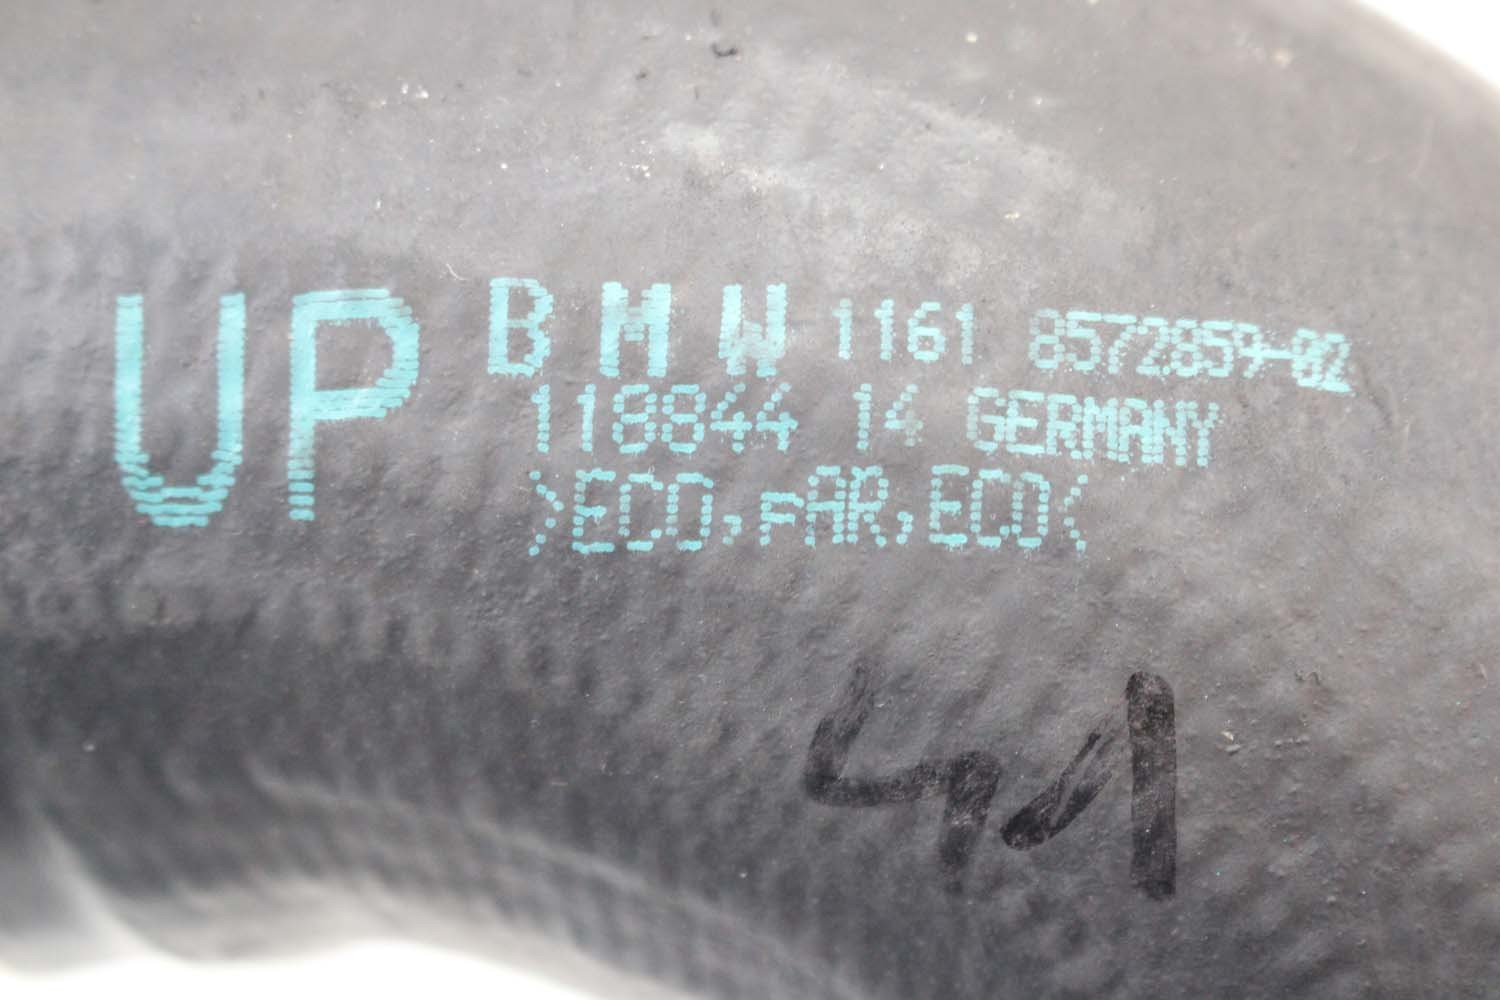 UP
BMW 1161 8572859-02
118844 14 GERMANY
>ECO,FAR,ECO<
41